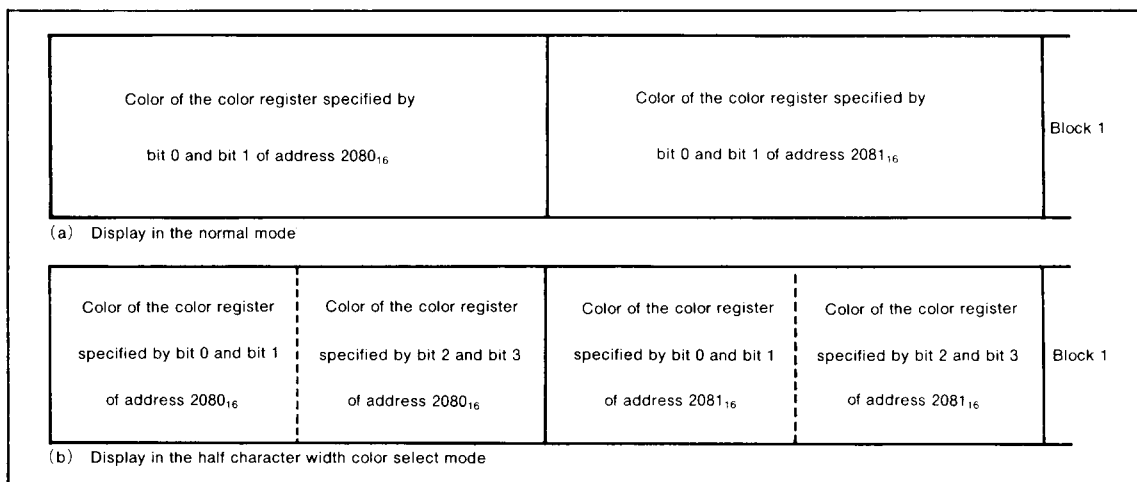 Color of the color register specified by
bit 0 and bit 1 of address 2080₁₆
Color of the color register specified by
bit 0 and bit 1 of address 2081₁₆
Block 1
(a) Display in the normal mode
Color of the color register
specified by bit 0 and bit 1
of address 2080₁₆
Color of the color register
specified by bit 2 and bit 3
of address 2080₁₆
Color of the color register
specified by bit 0 and bit 1
of address 2081₁₆
Color of the color register
specified by bit 2 and bit 3
of address 2081₁₆
Block 1
(b) Display in the half character width color select mode